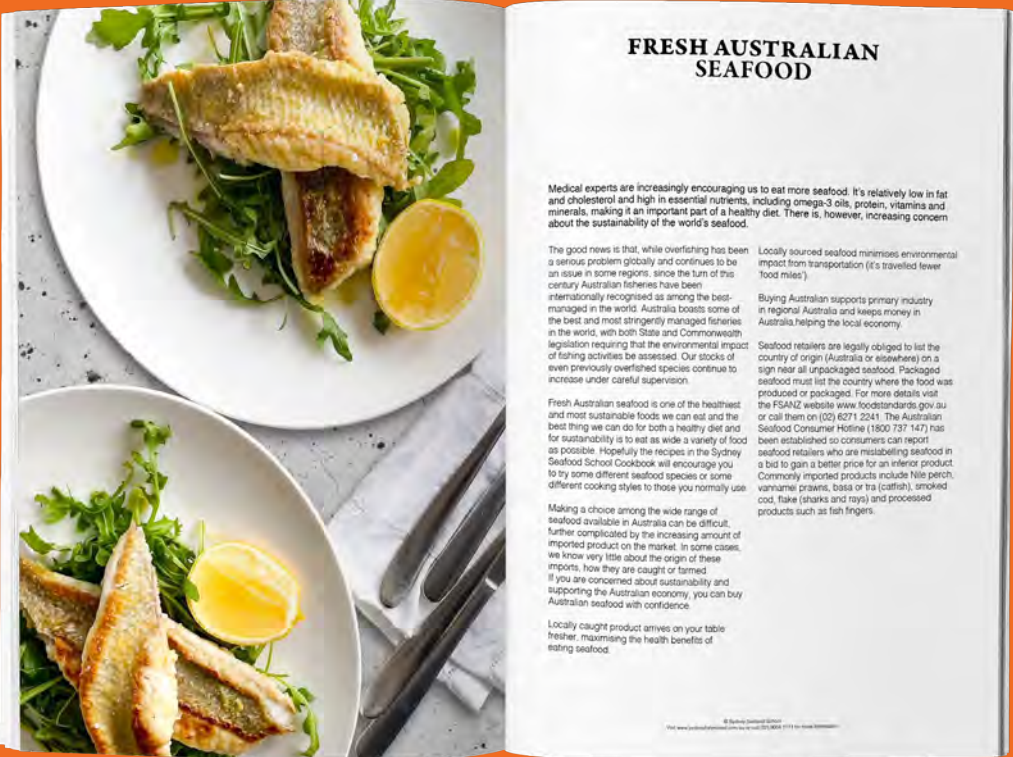 FRESH AUSTRALIAN
SEAFOOD
Medical experts are increasingly encouraging us to eat more seafood. It's relatively low in fat
and cholesterol and high in essential nutrients, including omega-3 oils, protein, vitamins and
minerals, making it an important part of a healthy diet. There is, however, increasing concern
about the sustainability of the world's seafood.
The good news is that, while overfishing has been
a serious problem globally and continues to be
an issue in some regions, since the turn of this
century Australian fisheries have been
internationally recognised as among the best-
managed in the world. Australia boasts some of
the best and most stringently managed fisheries
in the world, with both State and Commonwealth
legislation requiring that the environmental impact
of fishing activities be assessed. Our stocks of
even previously overfished species continue to
increase under careful supervision.
Fresh Australian seafood is one of the healthiest
and most sustainable foods we can eat and the
best thing we can do for both a healthy diet and
for sustainability is to eat as wide a variety of food
as possible. Hopefully the recipes in the Sydney
Seafood School Cookbook will encourage you
to try some different seafood species or some
different cooking styles to those you normally use.
Making a choice among the wide range of
seafood available in Australia can be difficult,
further complicated by the increasing amount of
imported product on the market. In some cases,
we know very little about the origin of these
imports, how they are caught or farmed.
If you are concerned about sustainability and
supporting the Australian economy, you can buy
Australian seafood with confidence.
Locally caught product arrives on your table
fresher, maximising the health benefits of
eating seafood.
Locally sourced seafood minimises environmental
impact from transportation (it's travelled fewer
'food miles').
Buying Australian supports primary industry
in regional Australia and keeps money in
Australia,helping the local economy.
Seafood retailers are legally obliged to list the
country of origin (Australia or elsewhere) on a
sign near all unpackaged seafood. Packaged
seafood must list the country where the food was
produced or packaged. For more details visit
the FSANZ website www.foodstandards.gov.au
or call them on (02) 6271 2241. The Australian
Seafood Consumer Hotline (1800 737 147) has
been established so consumers can report
seafood retailers who are mislabelling seafood in
a bid to gain a better price for an inferior product.
Commonly imported products include Nile perch,
vannamei prawns, basa or tra (catfish), smoked
cod, flake (sharks and rays) and processed
products such as fish fingers.
© Sydney Seafood School